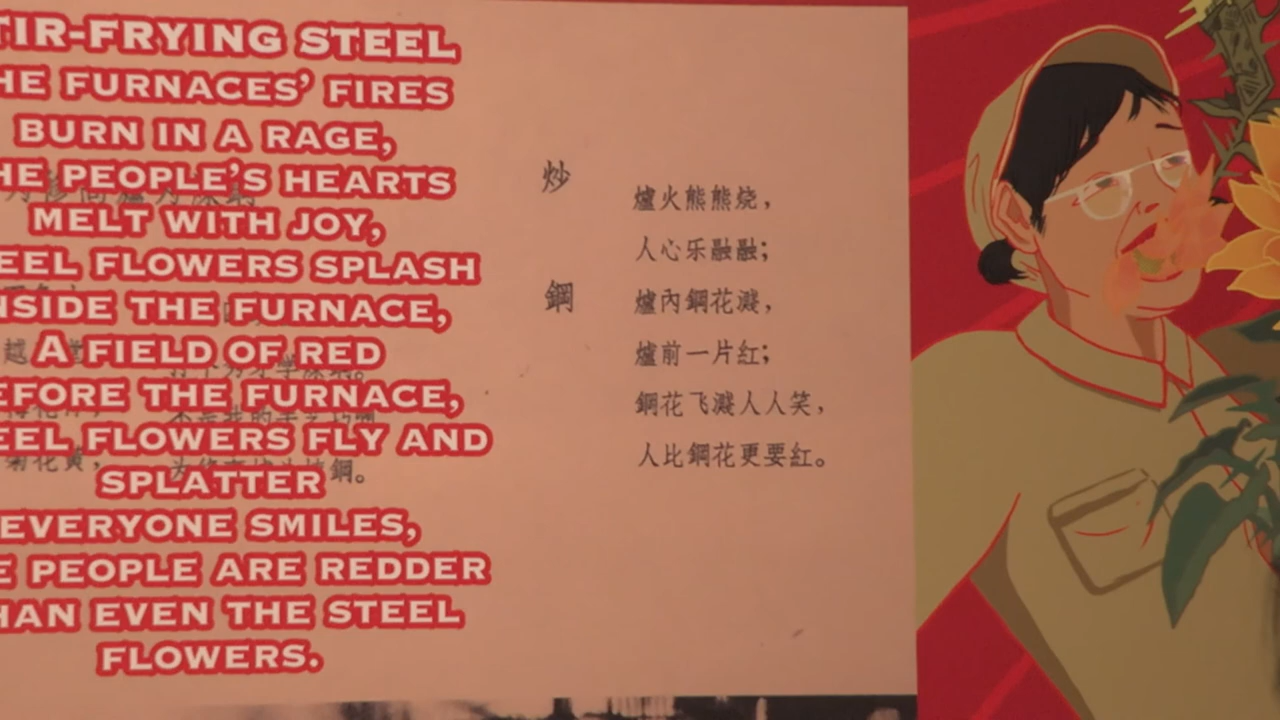 TIR-FRYING STEEL
HE FURNACES' FIRES
BURN IN A RAGE,
HE PEOPLE'S HEARTS
MELT WITH JOY,
EEL FLOWERS SPLASH
NSIDE THE FURNACE,
A FIELD OF RED
EFORE THE FURNACE,
EEL FLOWERS FLY AND
SPLATTER
EVERYONE SMILES,
E PEOPLE ARE REDDER
HAN EVEN THE STEEL
FLOWERS.
炒
鋼
爐火熊熊烧，
人心乐融融；
爐內鋼花濺，
爐前一片紅；
鋼花飞濺人人笑，
人比鋼花更要紅。